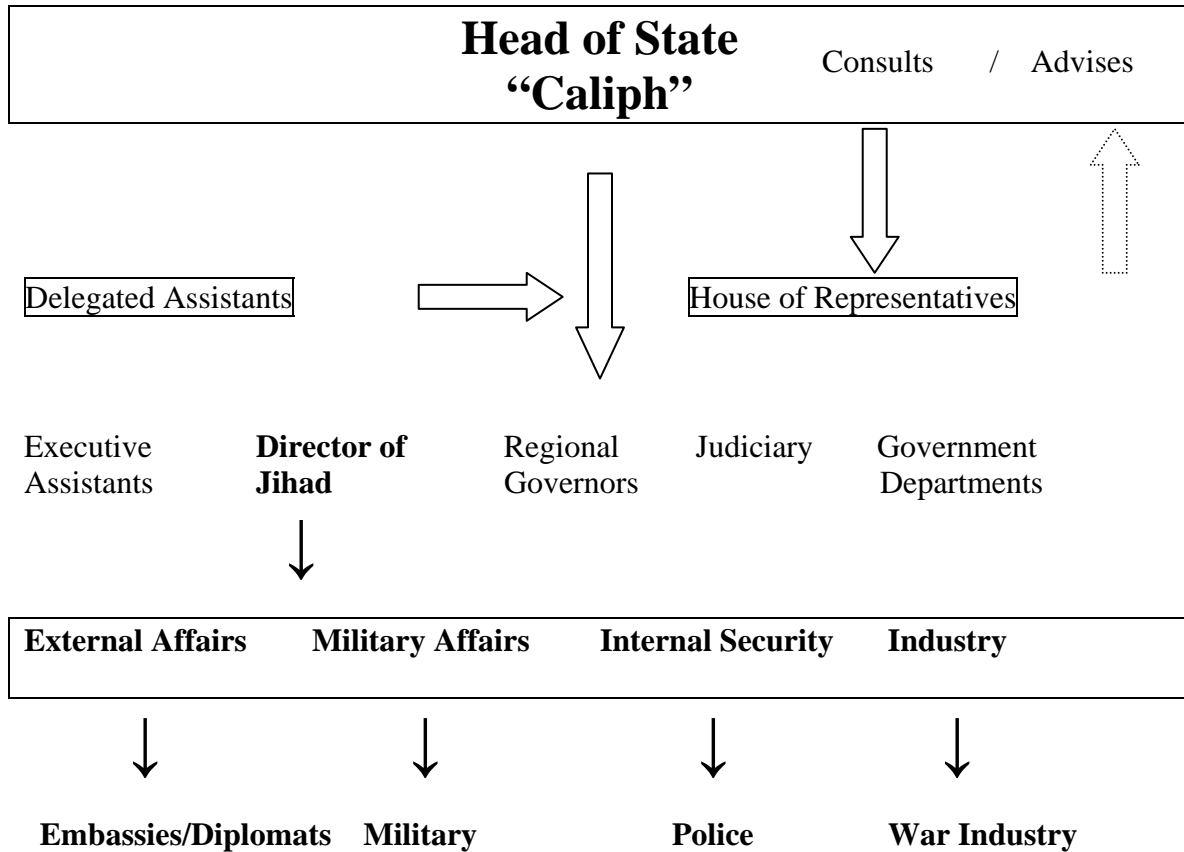 Head of State
“Caliph”
Consults / Advises
Delegated Assistants
House of Representatives
Executive
Assistants
Director of
Jihad
Regional
Governors
Judiciary
Government
Departments
External Affairs Military Affairs Internal Security Industry
Embassies/Diplomats Military Police War Industry